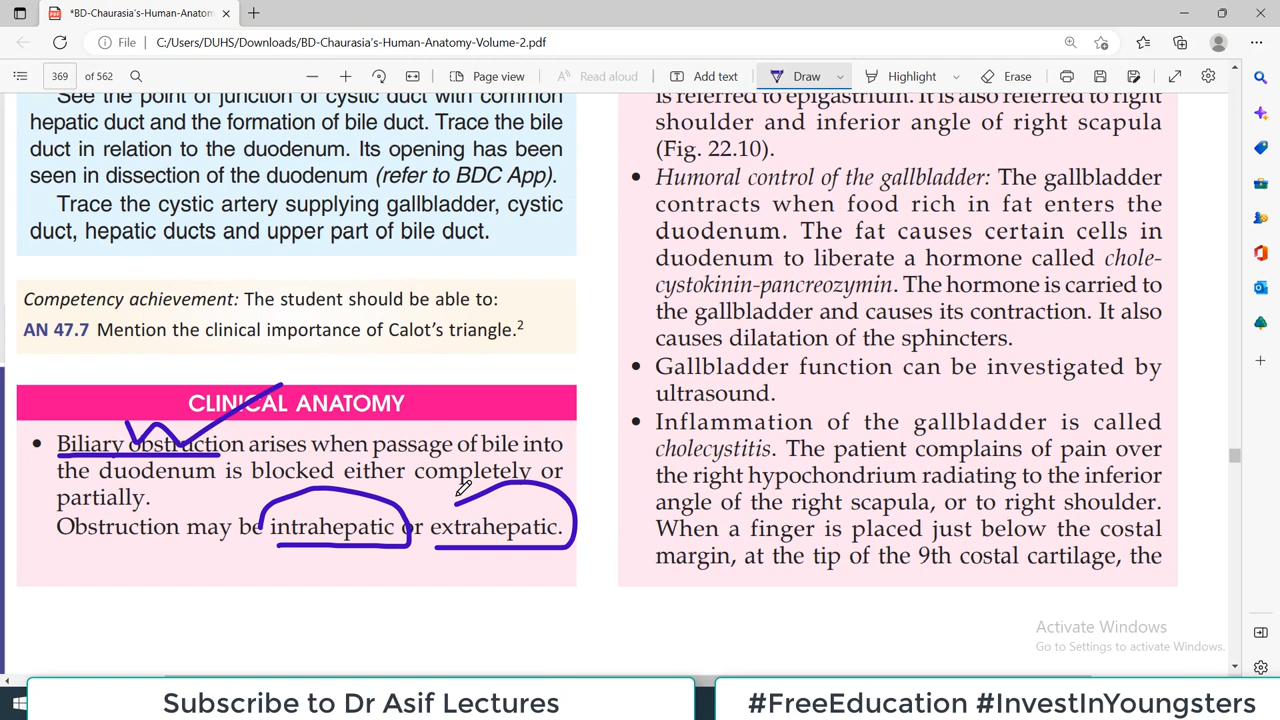 *BD-Chaurasia's-Human-Anatom
File
C:/Users/DUHS/Downloads/BD-Chaurasia's-Human-Anatomy-Volume-2.pdf
369 of 562
Page view
Read aloud
Add text
Draw
Highlight
Erase
See the point of junction of cystic duct with common
hepatic duct and the formation of bile duct. Trace the bile
duct in relation to the duodenum. Its opening has been
seen in dissection of the duodenum (refer to BDC App).
Trace the cystic artery supplying gallbladder, cystic
duct, hepatic ducts and upper part of bile duct.
Competency achievement: The student should be able to:
AN 47.7 Mention the clinical importance of Calot's triangle.2
CLINICAL ANATOMY
• Biliary obstruction arises when passage of bile into
the duodenum is blocked either completely or
partially.
Obstruction may be intrahepatic or extrahepatic.
is referred to epigastrium. It is also referred to right
shoulder and inferior angle of right scapula
(Fig. 22.10).
• Humoral control of the gallbladder: The gallbladder
contracts when food rich in fat enters the
duodenum. The fat causes certain cells in
duodenum to liberate a hormone called chole-
cystokinin-pancreozymin. The hormone is carried to
the gallbladder and causes its contraction. It also
causes dilatation of the sphincters.
• Gallbladder function can be investigated by
ultrasound.
• Inflammation of the gallbladder is called
cholecystitis. The patient complains of pain over
the right hypochondrium radiating to the inferior
angle of the right scapula, or to right shoulder.
When a finger is placed just below the costal
margin, at the tip of the 9th costal cartilage, the
Activate Windows
Go to Settings to activate Windows.
Subscribe to Dr Asif Lectures
#FreeEducation #InvestInYoungsters